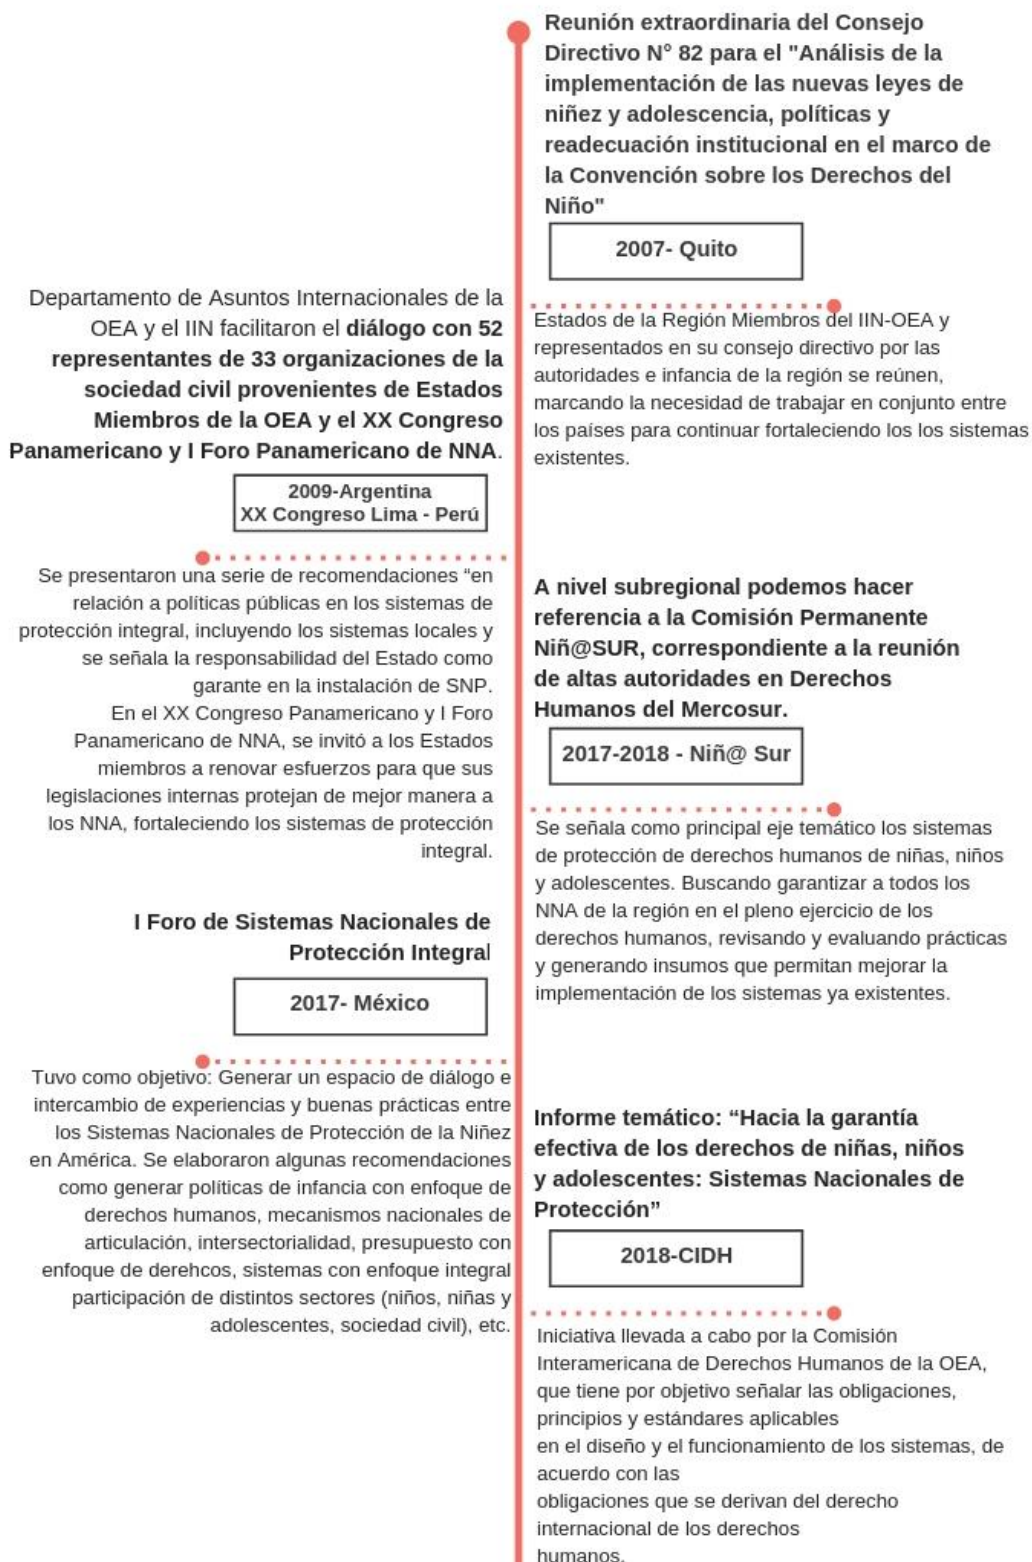 Reunión extraordinaria del Consejo
Directivo N° 82 para el "Análisis de la
implementación de las nuevas leyes de
niñez y adolescencia, políticas y
readecuación institucional en el marco de
la Convención sobre los Derechos del
Niño"
2007- Quito
Estados de la Región Miembros del IIN-OEA y
representados en su consejo directivo por las
autoridades e infancia de la región se reúnen,
marcando la necesidad de trabajar en conjunto entre
los países para continuar fortaleciendo los los sistemas
existentes.
Departamento de Asuntos Internacionales de la
OEA y el IIN facilitaron el diálogo con 52
representantes de 33 organizaciones de la
sociedad civil provenientes de Estados
Miembros de la OEA y el XX Congreso
Panamericano y I Foro Panamericano de NNA.
2009-Argentina
XX Congreso Lima - Perú
Se presentaron una serie de recomendaciones “en
relación a políticas públicas en los sistemas de
protección integral, incluyendo los sistemas locales y
se señala la responsabilidad del Estado como
garante en la instalación de SNP.
En el XX Congreso Panamericano y I Foro
Panamericano de NNA, se invitó a los Estados
miembros a renovar esfuerzos para que sus
legislaciones internas protejan de mejor manera a
los NNA, fortaleciendo los sistemas de protección
integral.
A nivel subregional podemos hacer
referencia a la Comisión Permanente
Niñ@SUR, correspondiente a la reunión
de altas autoridades en Derechos
Humanos del Mercosur.
2017-2018 - Niñ@ Sur
Se señala como principal eje temático los sistemas
de protección de derechos humanos de niñas, niños
y adolescentes. Buscando garantizar a todos los
NNA de la región en el pleno ejercicio de los
derechos humanos, revisando y evaluando prácticas
y generando insumos que permitan mejorar la
implementación de los sistemas ya existentes.
I Foro de Sistemas Nacionales de
Protección Integral
2017- México
Tuvo como objetivo: Generar un espacio de diálogo e
intercambio de experiencias y buenas prácticas entre
los Sistemas Nacionales de Protección de la Niñez
en América. Se elaboraron algunas recomendaciones
como generar políticas de infancia con enfoque de
derechos humanos, mecanismos nacionales de
articulación, intersectorialidad, presupuesto con
enfoque de derehcos, sistemas con enfoque integral
participación de distintos sectores (niños, niñas y
adolescentes, sociedad civil), etc.
Informe temático: “Hacia la garantía
efectiva de los derechos de niñas, niños
y adolescentes: Sistemas Nacionales de
Protección”
2018-CIDH
Iniciativa llevada a cabo por la Comisión
Interamericana de Derechos Humanos de la OEA,
que tiene por objetivo señalar las obligaciones,
principios y estándares aplicables
en el diseño y el funcionamiento de los sistemas, de
acuerdo con las
obligaciones que se derivan del derecho
internacional de los derechos
humanos.